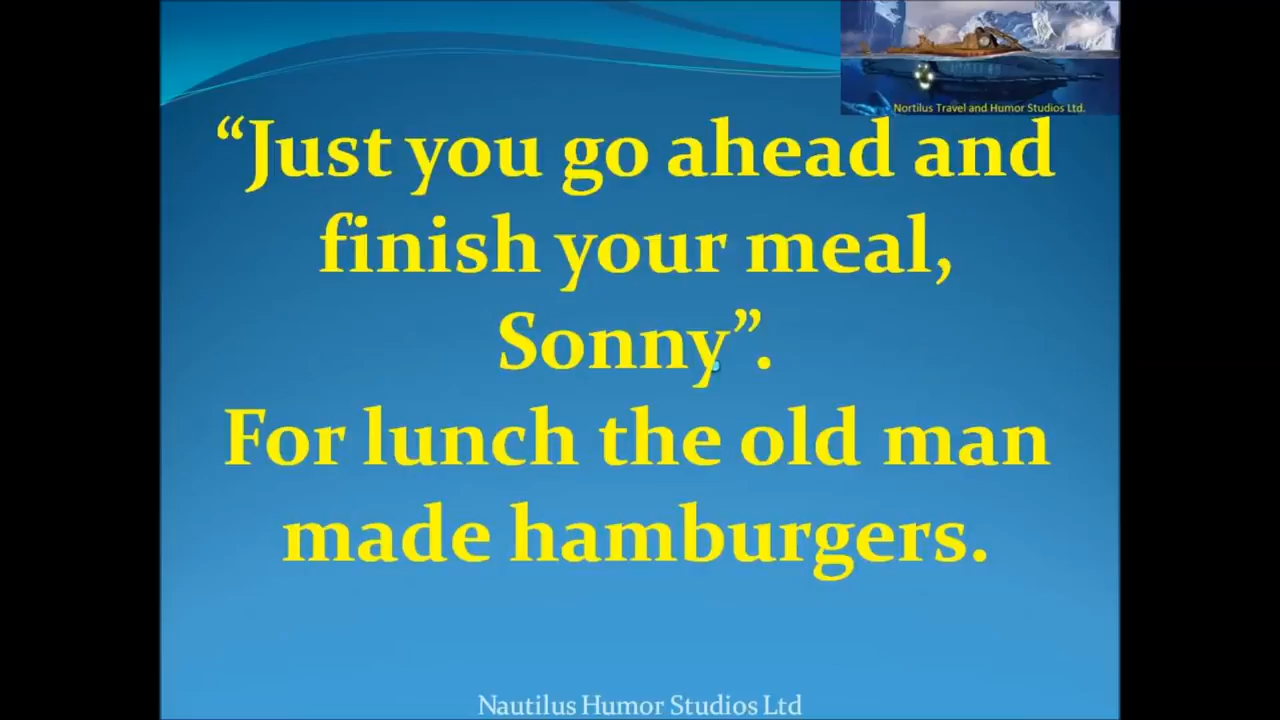 Nortilus Travel and Humor Studios Ltd.
“Just you go ahead and
finish your meal,
Sonny”.
For lunch the old man
made hamburgers.
Nautilus Humor Studios Ltd